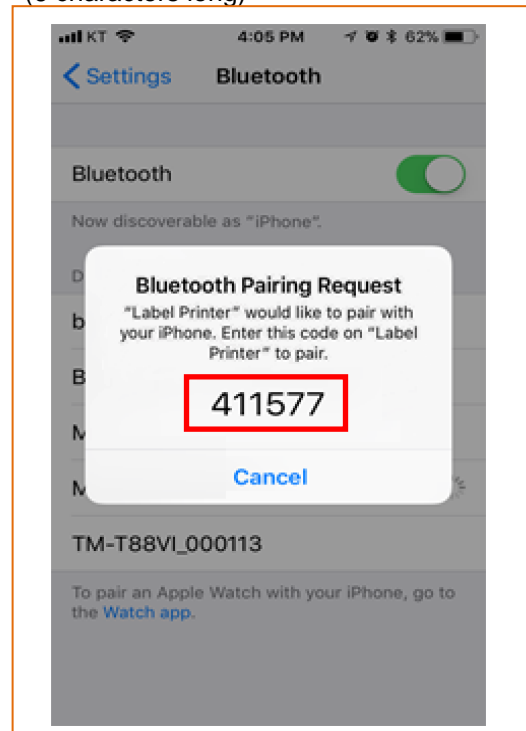 KT 4:05 PM 62%
Settings Bluetooth
Bluetooth
Now discoverable as "iPhone".
D
Bluetooth Pairing Request
"Label Printer" would like to pair with
b
your iPhone. Enter this code on "Label
Printer" to pair.
B
411577
M
Cancel
M
TM-T88VI_000113
To pair an Apple Watch with your iPhone, go to
the Watch app.